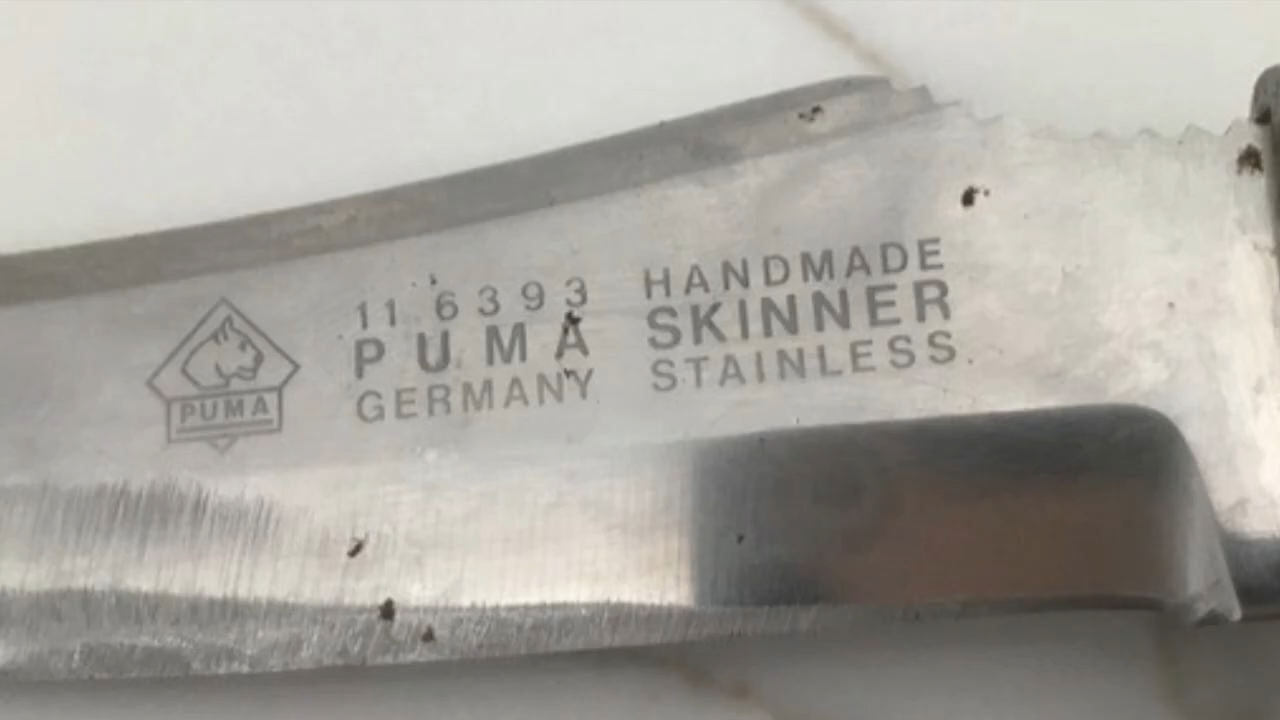 PUMA
11 6393
PUMA
GERMANY
HANDMADE
SKINNER
STAINLESS